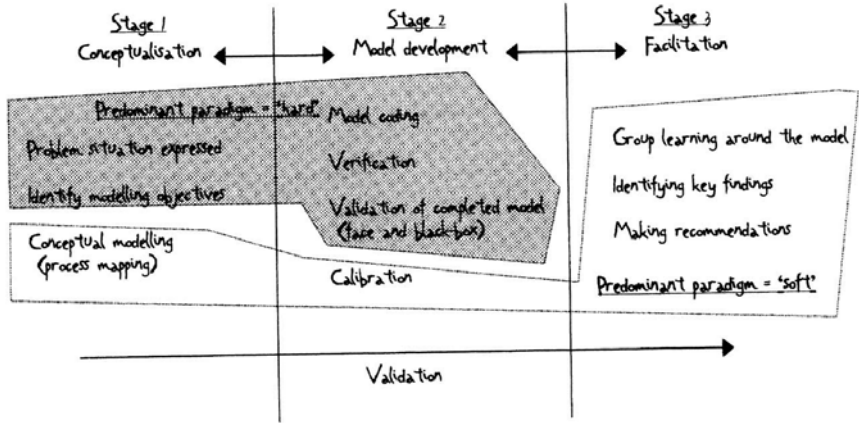 Stage 1
Conceptualisation
Stage 2
Model development
Stage 3
Facilitation
Predominant paradigm = "hard"
Problem situation expressed
Identify modelling objectives
Model coding
Verification
Validation of completed model
(face and black-box)
Conceptual modelling
(process mapping)
Calibration
Group learning around the model
Identifying key findings
Making recommendations
Predominant paradigm = "soft"
Validation